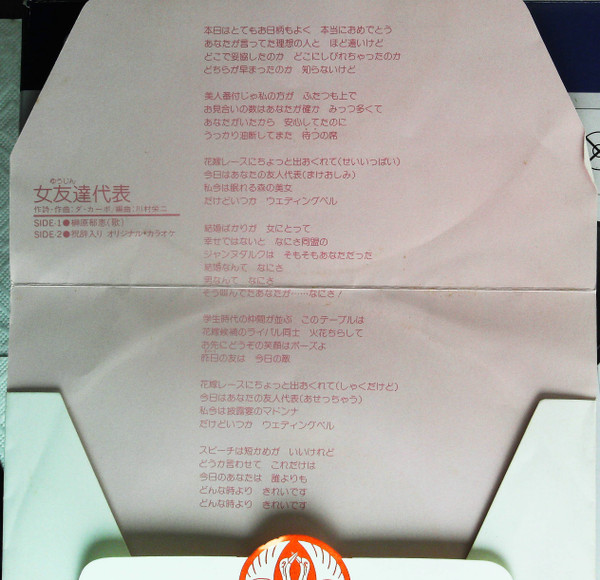 ゆうじん
女友達代表
作詩・作曲:ダ・カーポ、編曲:川村栄二
SIDE-1●榊原郁恵(歌)
SIDE-2●祝辞入り オリジナル・カラオケ
本日はとてもお日柄もよく 本当におめでとう
あなたが言ってた理想の人と ほど遠いけど
どこで妥協したのか どこにしびれちゃったのか
どちらが早まったのか 知らないけど
美人番付じゃ私の方が ふたつも上で
お見合いの数はあなたが確か みっつ多くて
あなたがいたから 安心してたのに
うっかり油断してまた 待つの席
花嫁レースにちょっと出おくれて(せいいっぱい)
今日はあなたの友人代表(まけおしみ)
私今は眠れる森の美女
だけどいつか ウェディングベル
結婚ばかりが 女にとって
幸せではないと なにさ同盟の
ジャンヌダルクは そもそもあなただった
結婚なんて なにさ
男なんて なにさ
そう叫んでたあなたが……なにさ!
学生時代の仲間が並ぶ このテーブルは
花嫁候補のライバル同士 火花ちらして
お先にどうぞの笑顔はポーズよ
昨日の友は 今日の敵
花嫁レースにちょっと出おくれて(しゃくだけど)
今日はあなたの友人代表(あせっちゃう)
私今は披露宴のマドンナ
だけどいつか ウェディングベル
スピーチは短かめが いいけれど
どうか言わせて これだけは
今日のあなたは 誰よりも
どんな時より きれいです
どんな時より きれいです